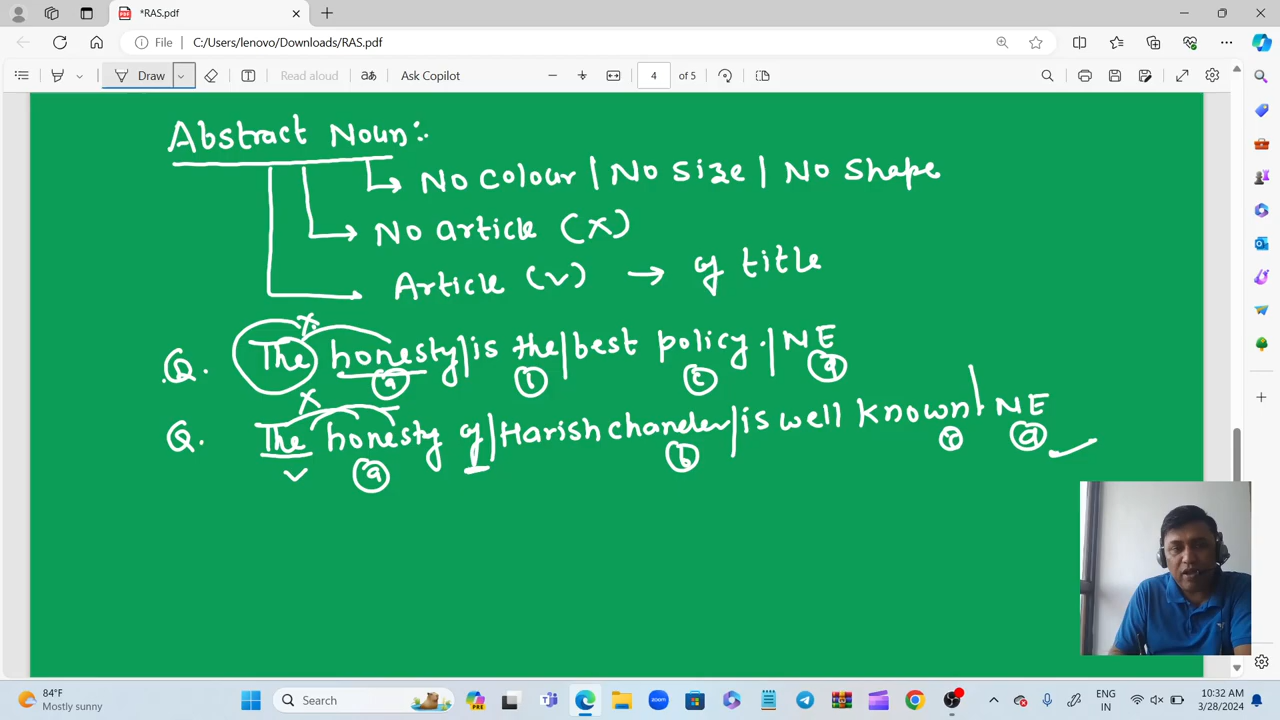 *RAS.pdf
File C:/Users/lenovo/Downloads/RAS.pdf
Draw Read aloud Ask Copilot 4 of 5
Abstract Noun:-
No colour | No size | No shape
No article (x)
Article (v) → of title
Q. The honesty | is the | best policy. | NE
x
a b c d
Q. The honesty of | Harishchander | is well known | NE
x
a b c d
84°F
Mostly sunny
Search
ENG
IN
10:32 AM
3/28/2024